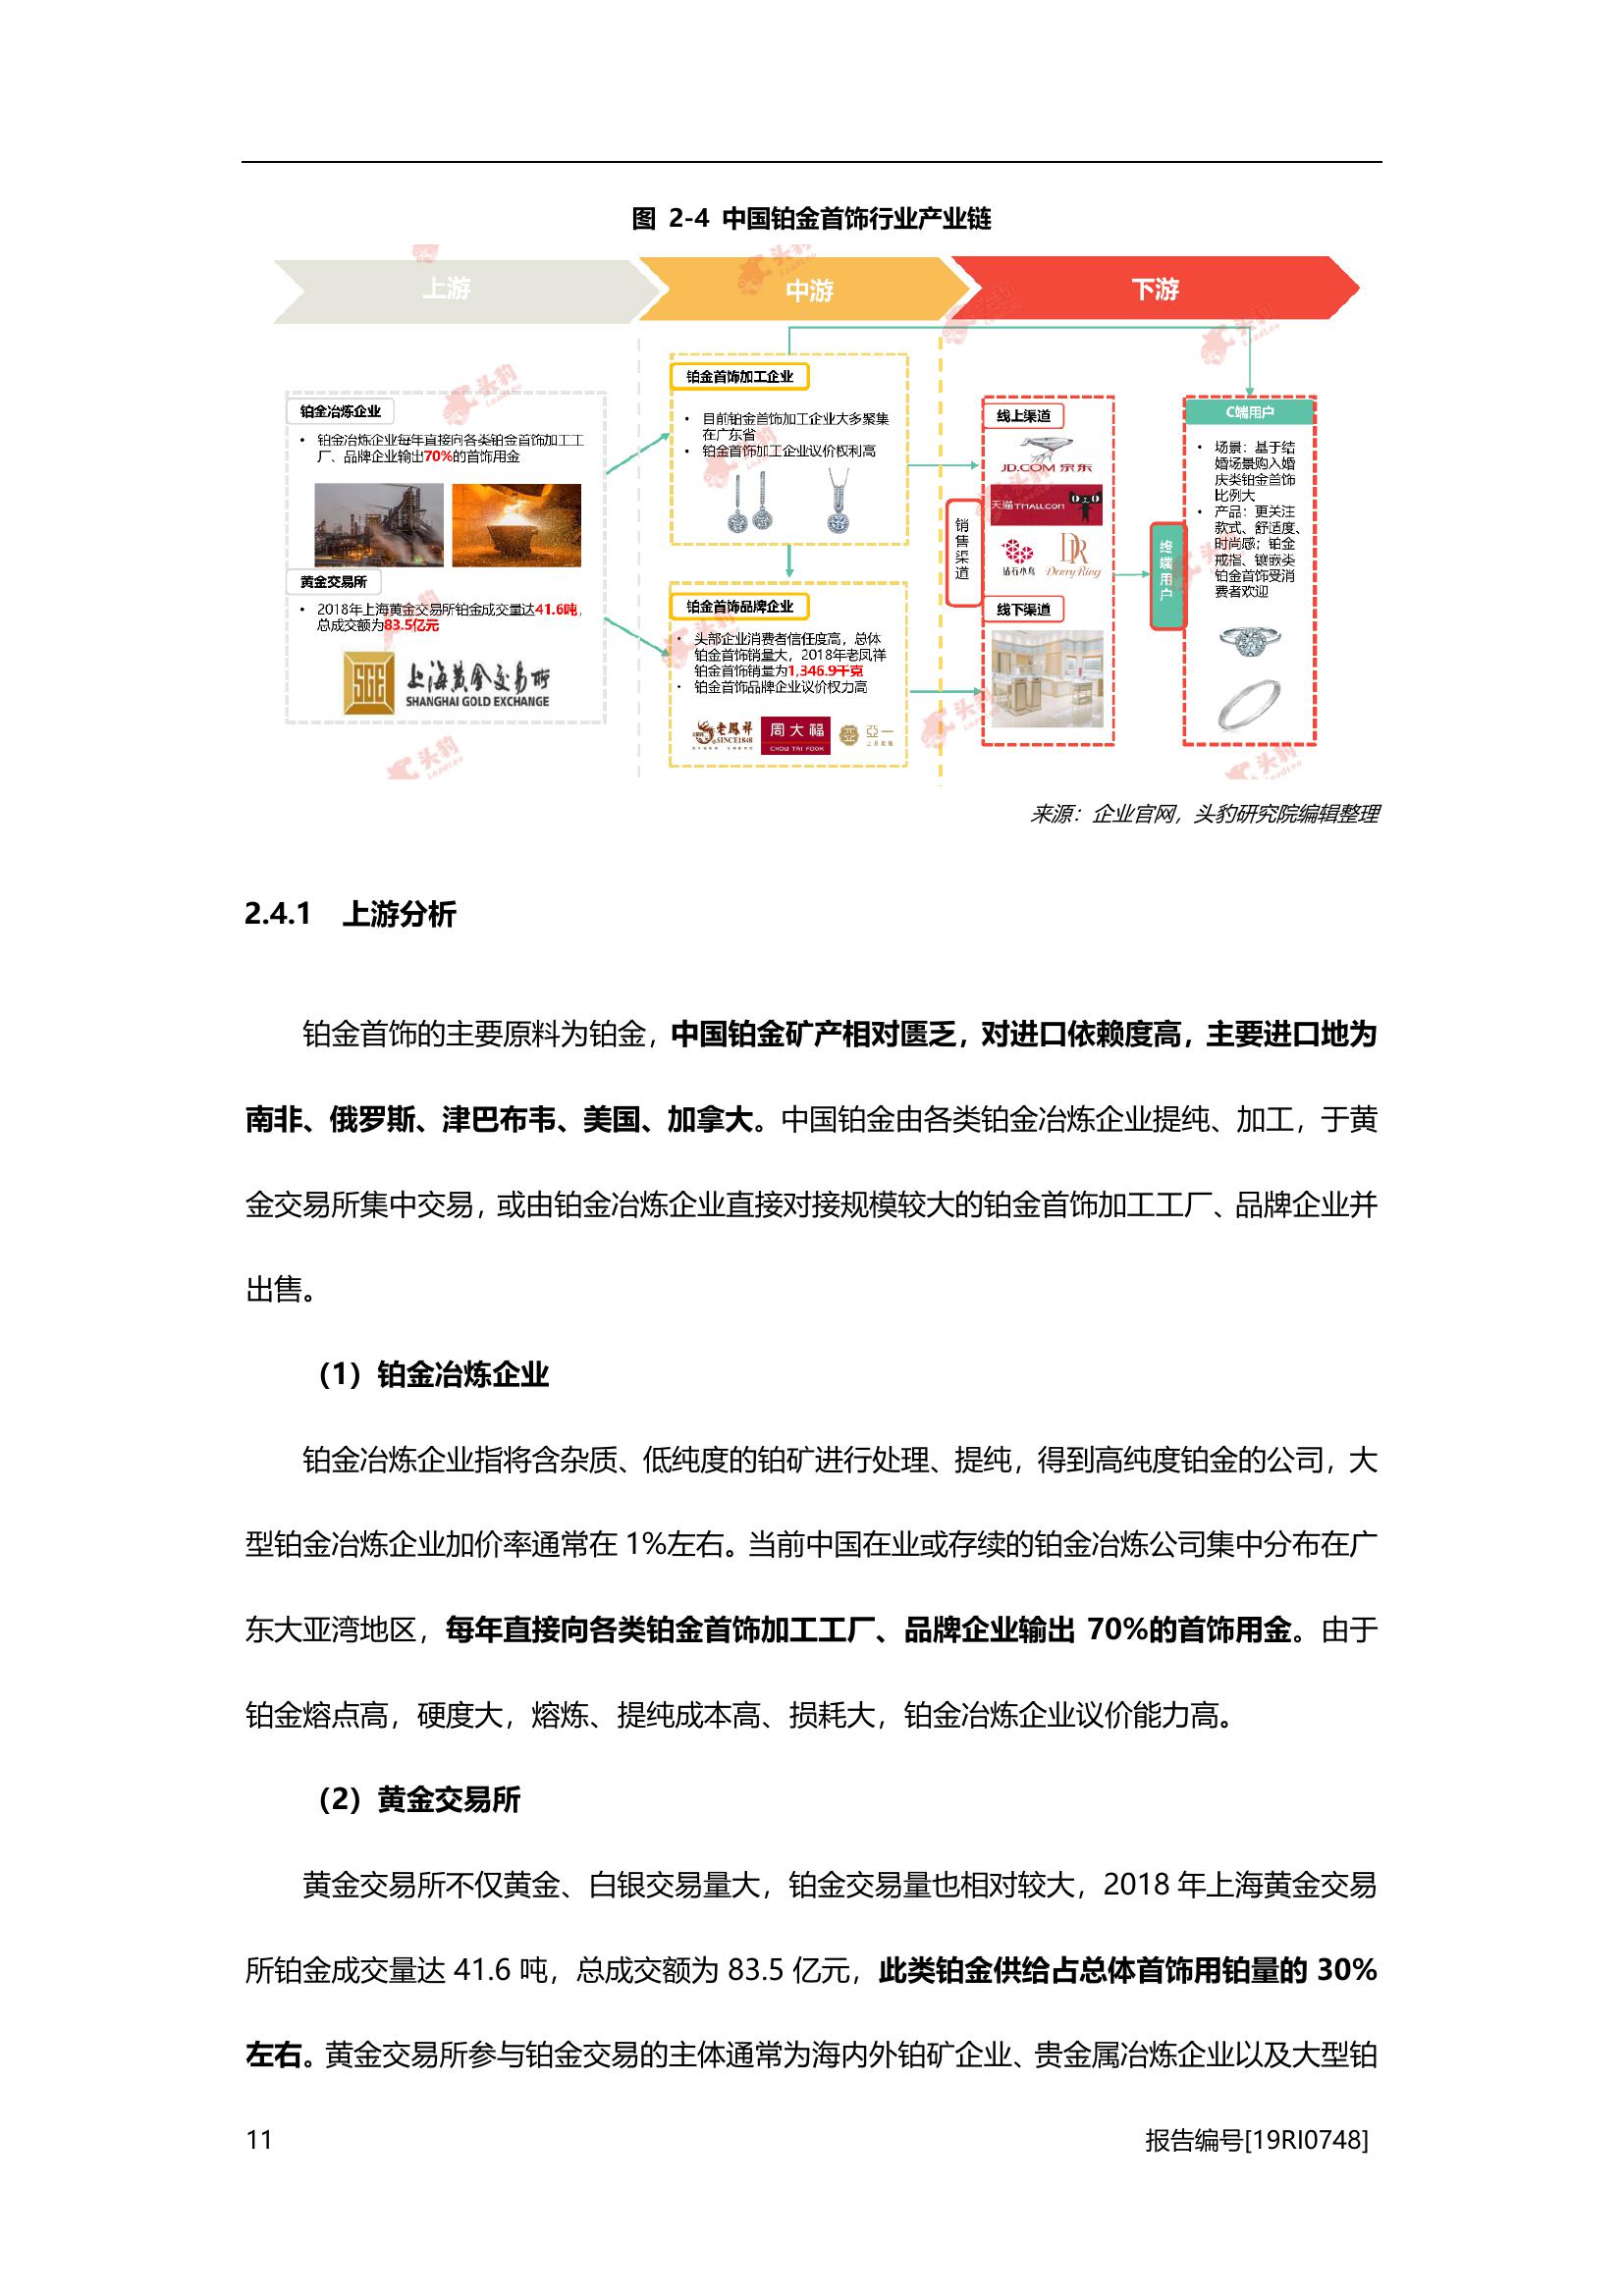 图 2-4 中国铂金首饰行业产业链
上游
中游
下游
铂金冶炼企业
• 铂金冶炼企业每年直接向各类铂金首饰加工工
厂、品牌企业输出70%的首饰用金
黄金交易所
• 2018年上海黄金交易所铂金成交量达41.6吨,
总成交额为83.5亿元
SGE
上海黄金交易所
SHANGHAI GOLD EXCHANGE
铂金首饰加工企业
• 目前铂金首饰加工企业大多聚集
在广东省
• 铂金首饰加工企业议价权利高
铂金首饰品牌企业
• 头部企业消费者信任度高，总体
铂金首饰销量大，2018年老凤祥
铂金首饰销量为1,346.9千克
• 铂金首饰品牌企业议价权力高
老鳳祥
SINCE1848
周大福
CHOW TAI FOOK
亞一
销售渠道
线上渠道
JD.COM 京东
天猫 TMALL.COM
钻石小鸟
DR
Darry Ring
线下渠道
终端用户
C端用户
• 场景：基于结
婚场景购入婚
庆类铂金首饰
比例大
• 产品：更关注
款式、舒适度、
时尚感；铂金
戒指、镶嵌类
铂金首饰受消
费者欢迎
头豹
LeadLeo
来源：企业官网，头豹研究院编辑整理
2.4.1 上游分析
铂金首饰的主要原料为铂金，中国铂金矿产相对匮乏，对进口依赖度高，主要进口地为
南非、俄罗斯、津巴布韦、美国、加拿大。中国铂金由各类铂金冶炼企业提纯、加工，于黄
金交易所集中交易，或由铂金冶炼企业直接对接规模较大的铂金首饰加工工厂、品牌企业并
出售。
（1）铂金冶炼企业
铂金冶炼企业指将含杂质、低纯度的铂矿进行处理、提纯，得到高纯度铂金的公司，大
型铂金冶炼企业加价率通常在 1%左右。当前中国在业或存续的铂金冶炼公司集中分布在广
东大亚湾地区，每年直接向各类铂金首饰加工工厂、品牌企业输出 70%的首饰用金。由于
铂金熔点高，硬度大，熔炼、提纯成本高、损耗大，铂金冶炼企业议价能力高。
（2）黄金交易所
黄金交易所不仅黄金、白银交易量大，铂金交易量也相对较大，2018 年上海黄金交易
所铂金成交量达 41.6 吨，总成交额为 83.5 亿元，此类铂金供给占总体首饰用铂量的 30%
左右。黄金交易所参与铂金交易的主体通常为海内外铂矿企业、贵金属冶炼企业以及大型铂
11
报告编号[19RI0748]